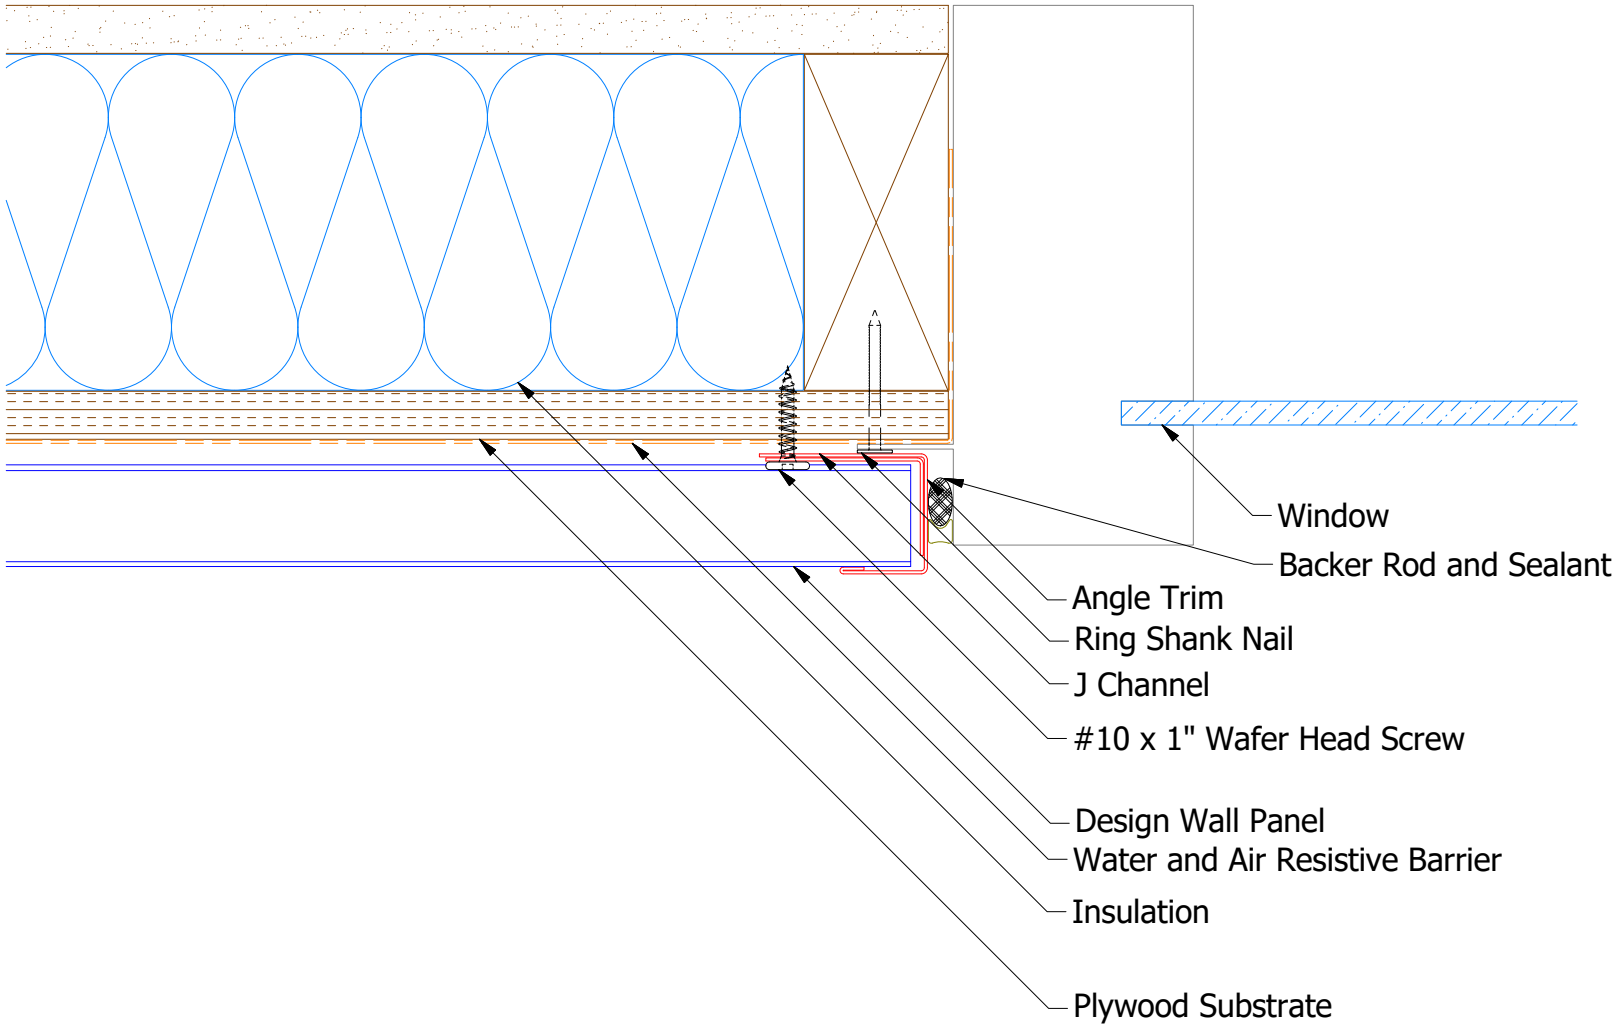 Window
Backer Rod and Sealant
Angle Trim
Ring Shank Nail
J Channel
#10 x 1" Wafer Head Screw
Design Wall Panel
Water and Air Resistive Barrier
Insulation
Plywood Substrate